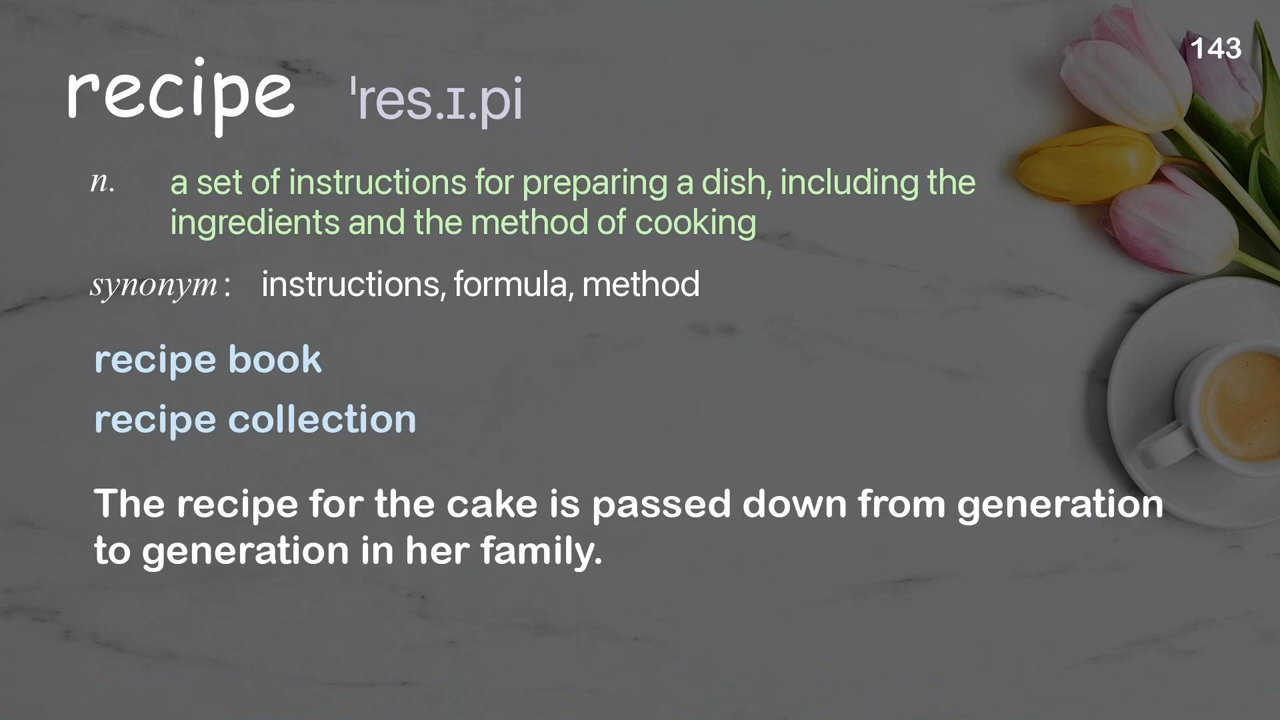 143
recipe ˈres.ɪ.pi
n. a set of instructions for preparing a dish, including the
ingredients and the method of cooking
synonym: instructions, formula, method
recipe book
recipe collection
The recipe for the cake is passed down from generation
to generation in her family.